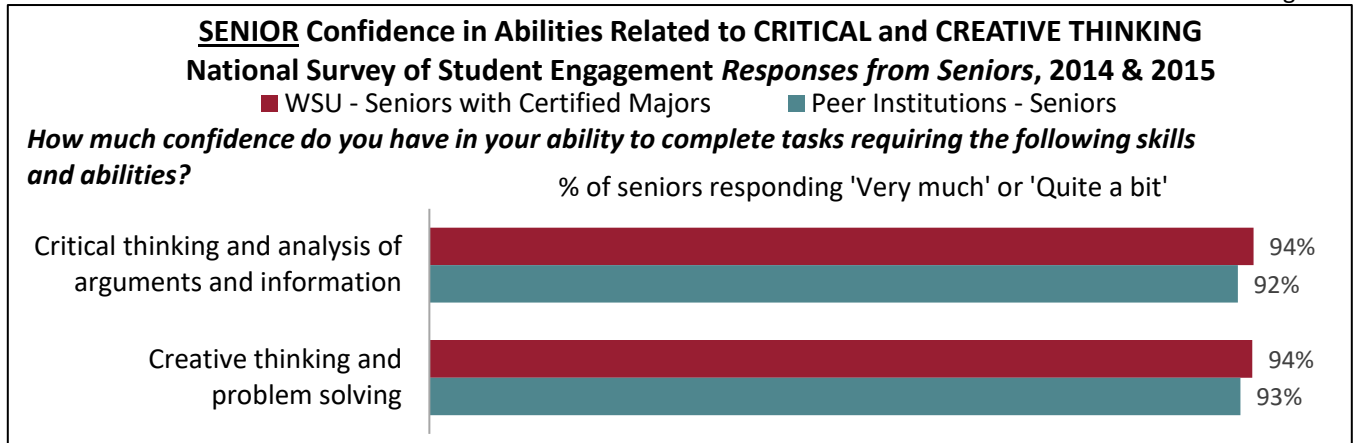 SENIOR Confidence in Abilities Related to CRITICAL and CREATIVE THINKING
National Survey of Student Engagement Responses from Seniors, 2014 & 2015
WSU - Seniors with Certified Majors Peer Institutions - Seniors
How much confidence do you have in your ability to complete tasks requiring the following skills
and abilities?
% of seniors responding 'Very much' or 'Quite a bit'
Critical thinking and analysis of
arguments and information
94%
92%
Creative thinking and
problem solving
94%
93%